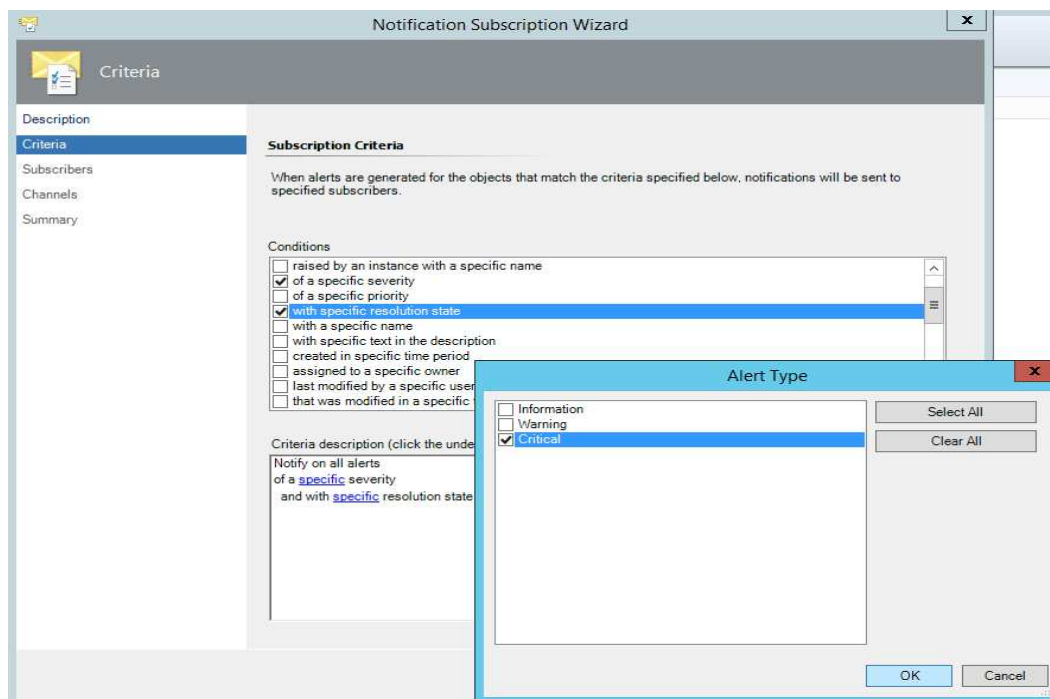 Notification Subscription Wizard
x
Criteria
Description
Criteria
Subscribers
Channels
Summary
Subscription Criteria
When alerts are generated for the objects that match the criteria specified below, notifications will be sent to
specified subscribers.
Conditions
raised by an instance with a specific name
of a specific severity
of a specific priority
with specific resolution state
with a specific name
with specific text in the description
created in specific time period
assigned to a specific owner
last modified by a specific user
that was modified in a specific
Criteria description (click the unde
Notify on all alerts
of a specific severity
and with specific resolution state
Alert Type
x
Information
Warning
Critical
Select All
Clear All
OK
Cancel